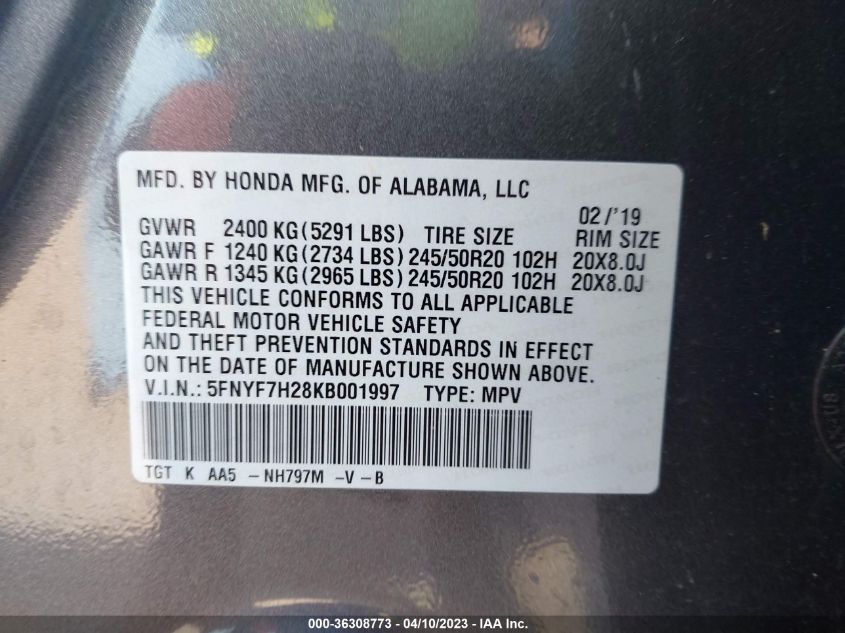 MFD. BY HONDA MFG. OF ALABAMA, LLC
02/'19
GVWR 2400 KG(5291 LBS) TIRE SIZE RIM SIZE
GAWR F 1240 KG(2734 LBS) 245/50R20 102H 20X8.0J
GAWR R 1345 KG(2965 LBS) 245/50R20 102H 20X8.0J
THIS VEHICLE CONFORMS TO ALL APPLICABLE
FEDERAL MOTOR VEHICLE SAFETY
AND THEFT PREVENTION STANDARDS IN EFFECT
ON THE DATE OF MANUFACTURE SHOWN ABOVE.
V.I.N.: 5FNYF7H28KB001997 TYPE: MPV
TGT K AA5 -NH797M -V -B
000-36308773 - 04/10/2023 - IAA Inc.